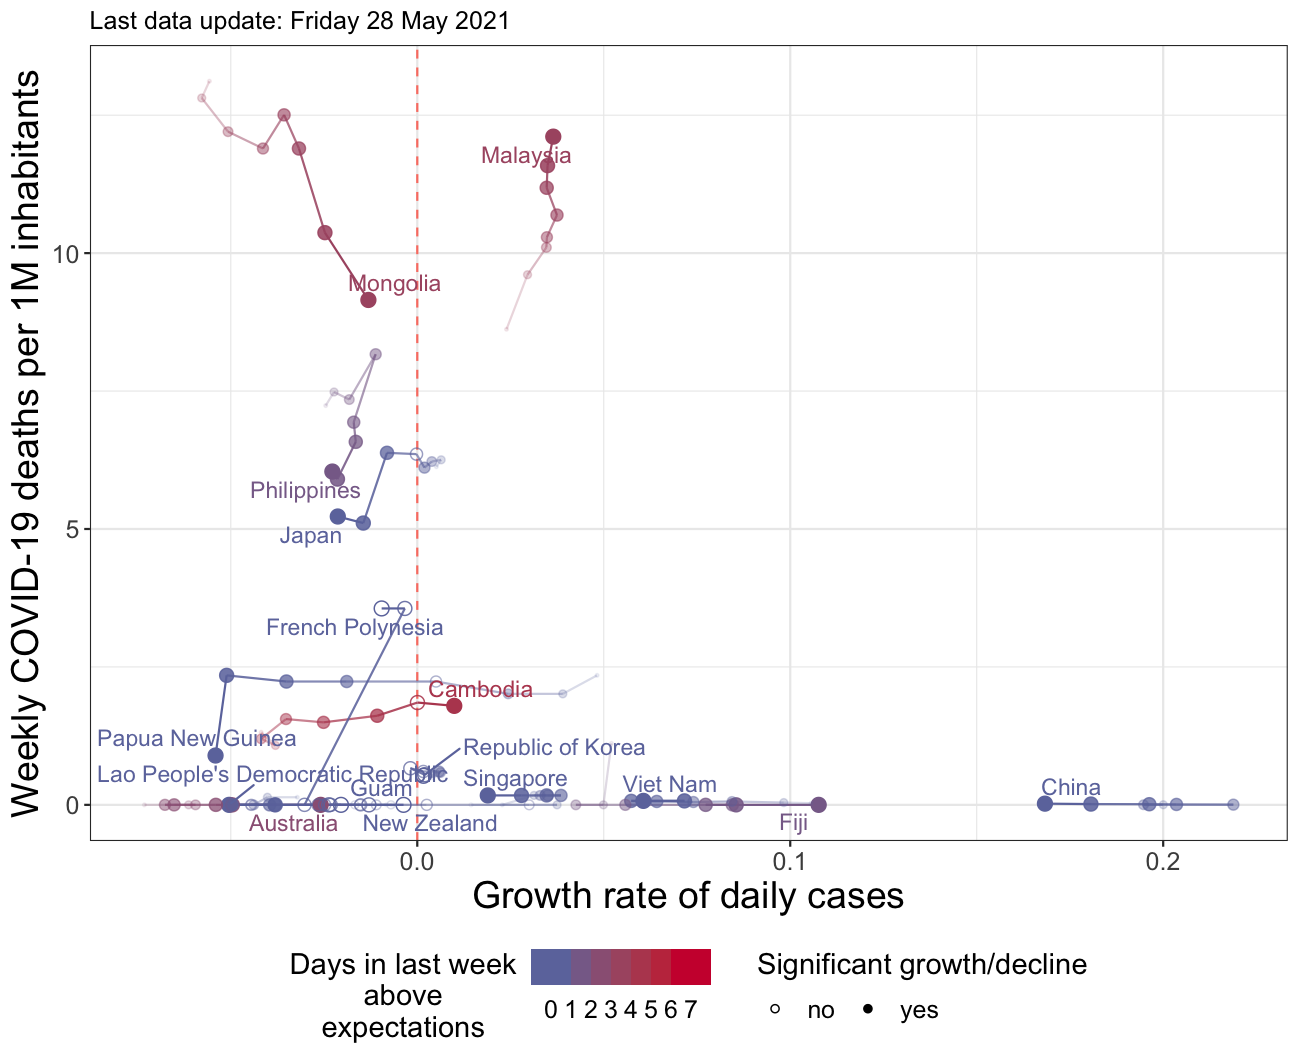 Last data update: Friday 28 May 2021
Weekly COVID-19 deaths per 1M inhabitants
10
5
0
Malaysia
Mongolia
Philippines
Japan
French Polynesia
Cambodia
Papua New Guinea
Republic of Korea
Lao People's Democratic Republic
Singapore
Guam
Viet Nam
China
Australia
New Zealand
Fiji
0.0
0.1
0.2
Growth rate of daily cases
Days in last week
above
expectations
0 1 2 3 4 5 6 7
Significant growth/decline
no
yes